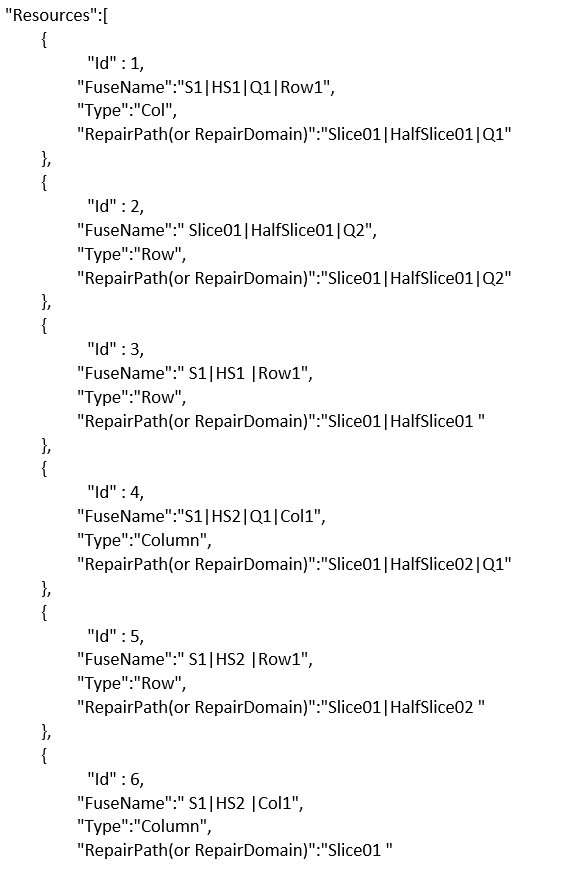 "Resources":[
{
"Id" : 1,
"FuseName":"S1|HS1|Q1|Row1",
"Type":"Col",
"RepairPath(or RepairDomain)":"Slice01|HalfSlice01|Q1"
},
{
"Id" : 2,
"FuseName":" Slice01|HalfSlice01|Q2",
"Type":"Row",
"RepairPath(or RepairDomain)":"Slice01|HalfSlice01|Q2"
},
{
"Id" : 3,
"FuseName":" S1|HS1 |Row1",
"Type":"Row",
"RepairPath(or RepairDomain)":"Slice01|HalfSlice01 "
},
{
"Id" : 4,
"FuseName":"S1|HS2|Q1|Col1",
"Type":"Column",
"RepairPath(or RepairDomain)":"Slice01|HalfSlice02|Q1"
},
{
"Id" : 5,
"FuseName":" S1|HS2 |Row1",
"Type":"Row",
"RepairPath(or RepairDomain)":"Slice01|HalfSlice02 "
},
{
"Id" : 6,
"FuseName":" S1|HS2 |Col1",
"Type":"Column",
"RepairPath(or RepairDomain)":"Slice01 "